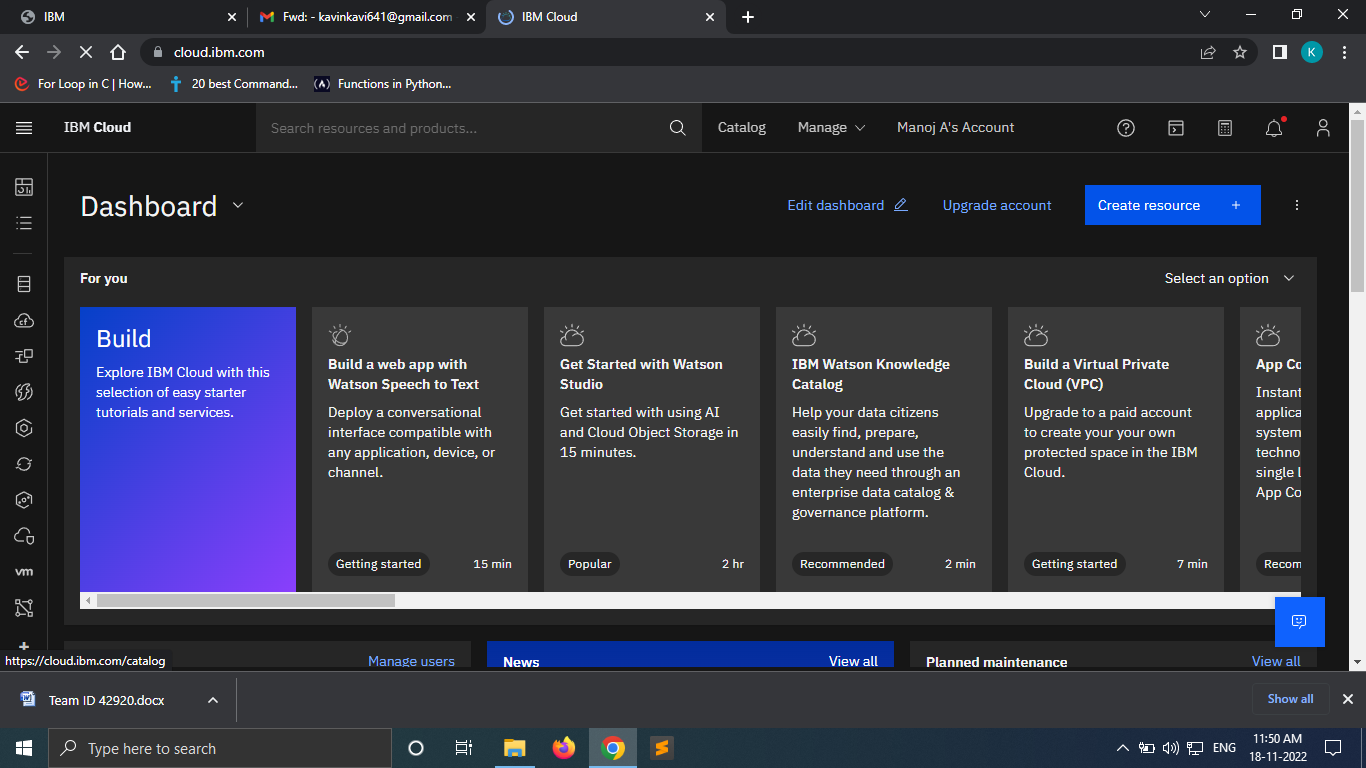 IBM
Fwd: - kavinkavi641@gmail.com
IBM Cloud
cloud.ibm.com
K
For Loop in C | How...
20 best Command...
Functions in Python...
IBM Cloud
Search resources and products...
Catalog
Manage
Manoj A's Account
Dashboard
Edit dashboard
Upgrade account
Create resource +
For you
Select an option
Build
Explore IBM Cloud with this
selection of easy starter
tutorials and services.
Build a web app with
Watson Speech to Text
Deploy a conversational
interface compatible with
any application, device, or
channel.
Getting started
15 min
Get Started with Watson
Studio
Get started with using AI
and Cloud Object Storage in
15 minutes.
Popular
2 hr
IBM Watson Knowledge
Catalog
Help your data citizens
easily find, prepare,
understand and use the
data they need through an
enterprise data catalog &
governance platform.
Recommended
2 min
Build a Virtual Private
Cloud (VPC)
Upgrade to a paid account
to create your your own
protected space in the IBM
Cloud.
Getting started
7 min
App Co
Instant
applica
system
techno
single l
App Co
Recom
cf
vm
https://cloud.ibm.com/catalog
Manage users
News
View all
Planned maintenance
View all
Team ID 42920.docx
Show all
Type here to search
ENG
11:50 AM
18-11-2022